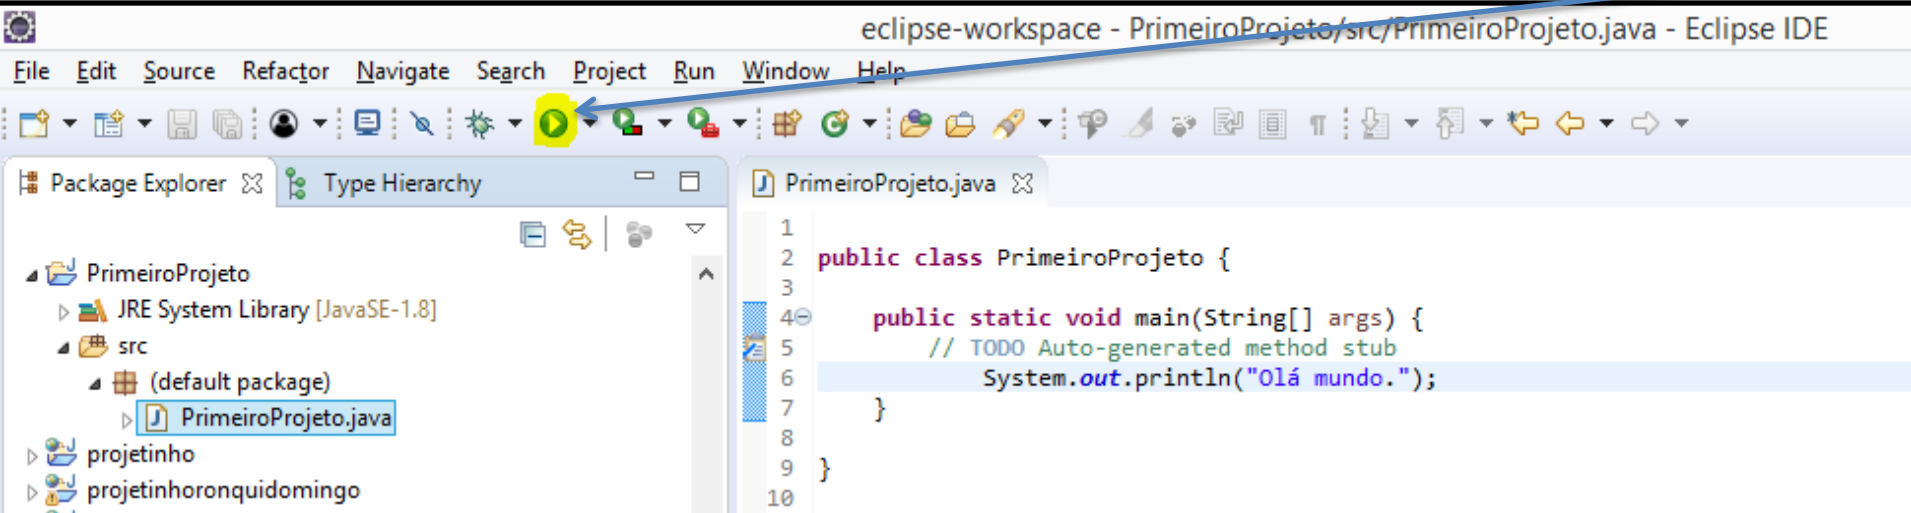 eclipse-workspace - PrimeiroProjeto/src/PrimeiroProjeto.java - Eclipse IDE
File Edit Source Refactor Navigate Search Project Run Window Help
Package Explorer Type Hierarchy
PrimeiroProjeto
JRE System Library [JavaSE-1.8]
src
(default package)
PrimeiroProjeto.java
projetinho
projetinhoronquidomingo
PrimeiroProjeto.java
1
2 public class PrimeiroProjeto {
3
4 public static void main(String[] args) {
5 // TODO Auto-generated method stub
6 System.out.println("Olá mundo.");
7 }
8
9 }
10